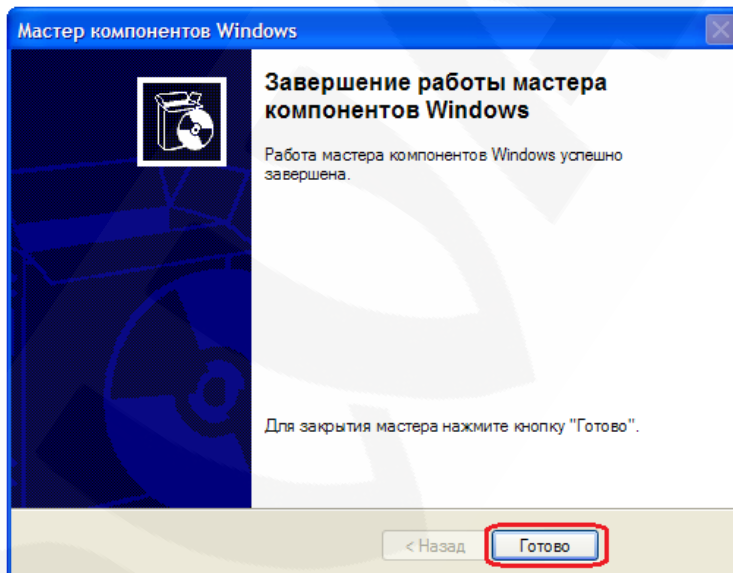 Мастер компонентов Windows
Завершение работы мастера
компонентов Windows
Работа мастера компонентов Windows успешно
завершена.
Для закрытия мастера нажмите кнопку "Готово".
< Назад
Готово